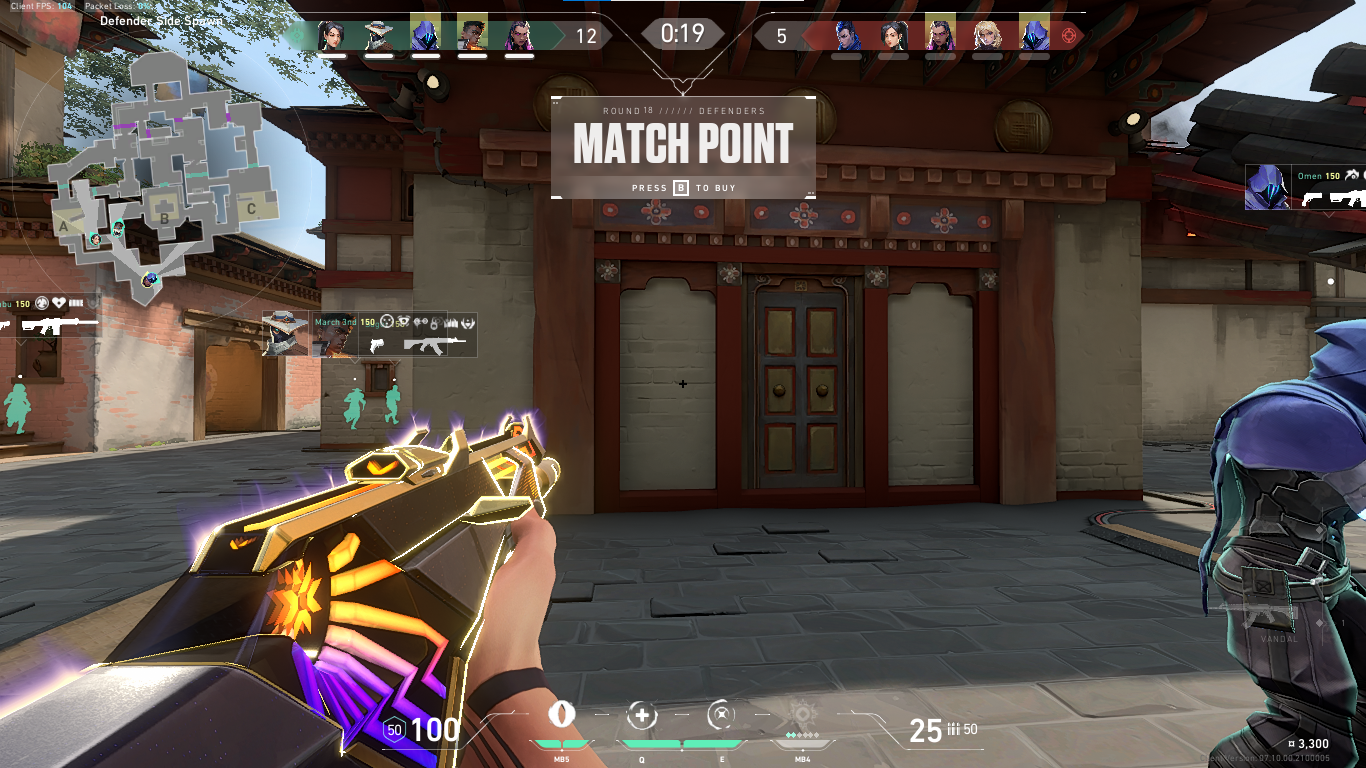 Client FPS: 104 Packet Loss: 0%
Defender Side Spawn
12
0:19
5
ROUND 18 ////// DEFENDERS
MATCH POINT
PRESS B TO BUY
A
B
C
Omen 150
150
March 3nd 150
VANDAL
50
100
25
50
MB5
Q
E
MB4
¤ 3,300